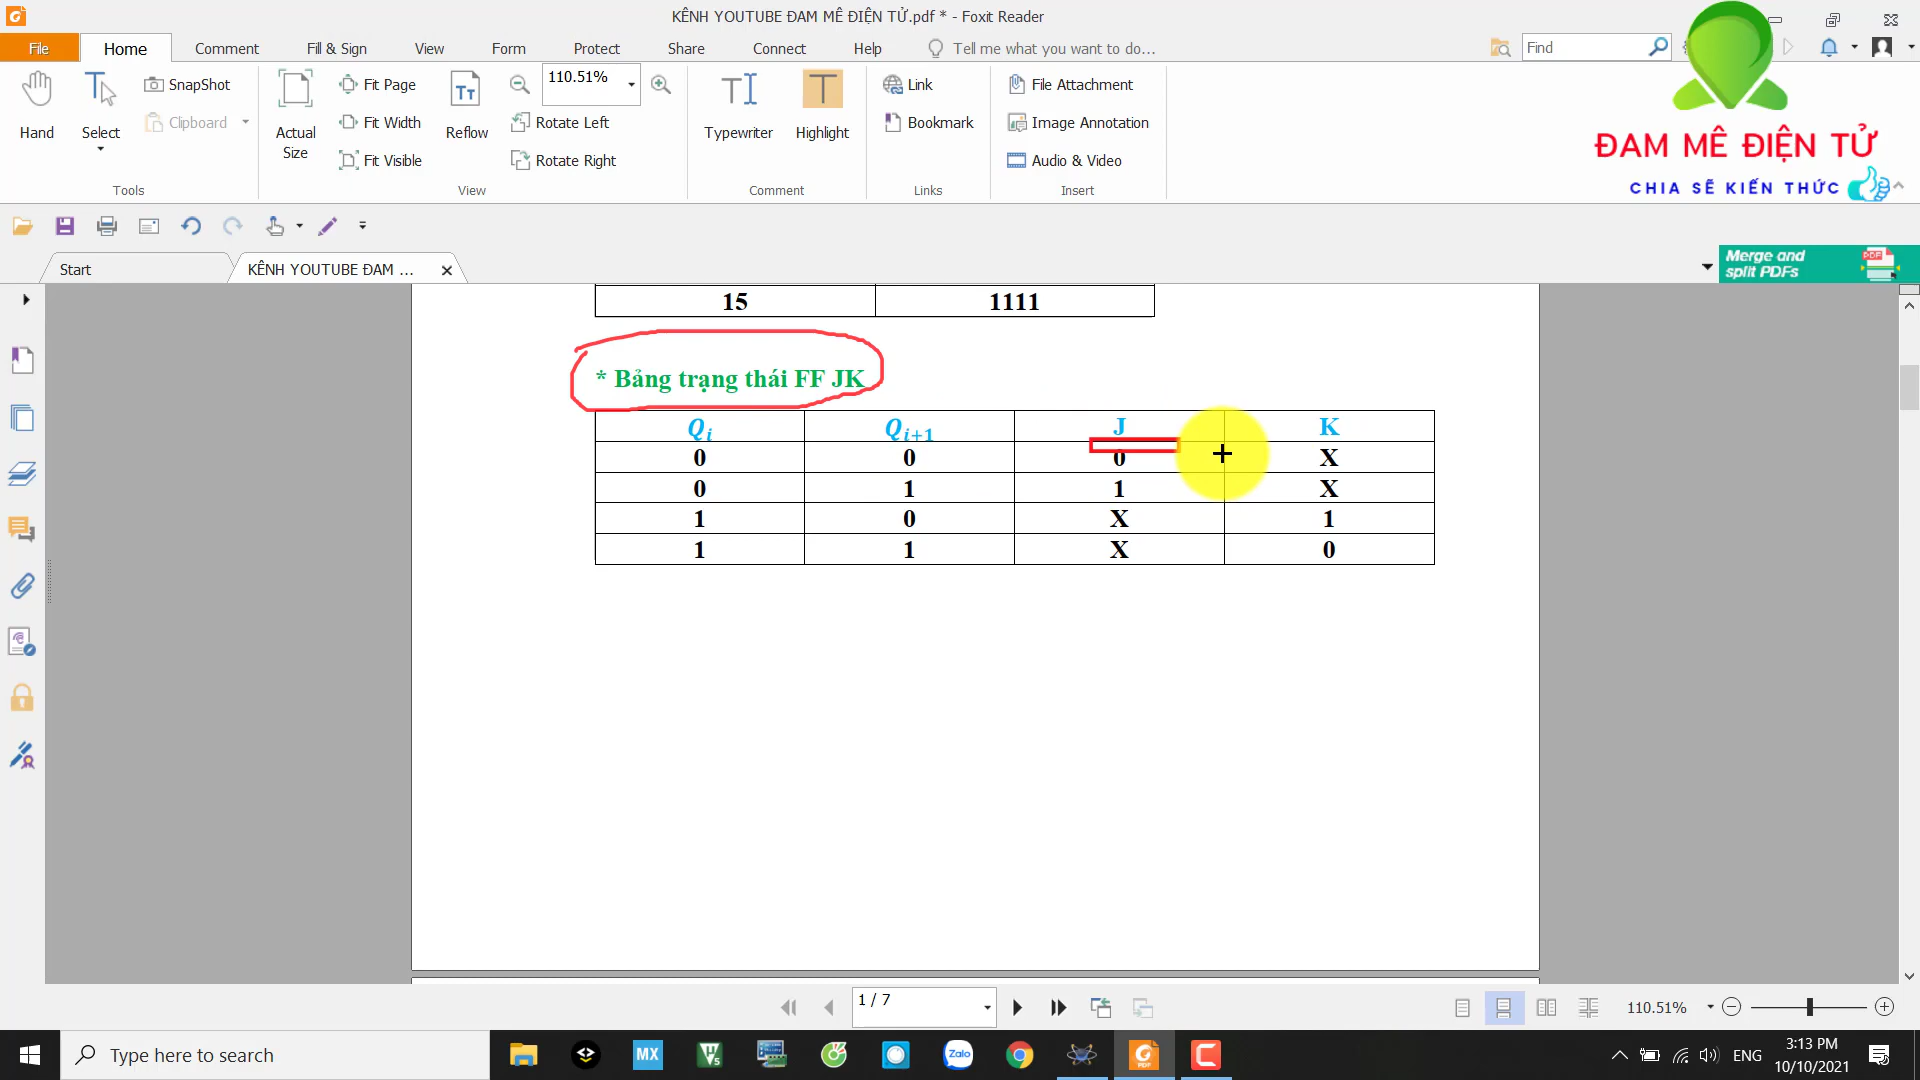 KÊNH YOUTUBE ĐAM MÊ ĐIỆN TỬ.pdf * - Foxit Reader
File Home Comment Fill & Sign View Form Protect Share Connect Help Tell me what you want to do... Find
Hand Select SnapShot Clipboard
Actual Size Fit Page Fit Width Fit Visible Reflow 110.51% Rotate Left Rotate Right
Typewriter Highlight
Link Bookmark
File Attachment Image Annotation Audio & Video
Tools View Comment Links Insert
ĐAM MÊ ĐIỆN TỬ
CHIA SẼ KIẾN THỨC
Start KÊNH YOUTUBE ĐAM ...
Merge and
split PDFs
15 1111
* Bảng trạng thái FF JK
Qi Qi+1 J K
0 0 0 X
0 1 1 X
1 0 X 1
1 1 X 0
1 / 7 110.51%
Type here to search
MX
V5
Zalo
PDF
ENG
3:13 PM
10/10/2021